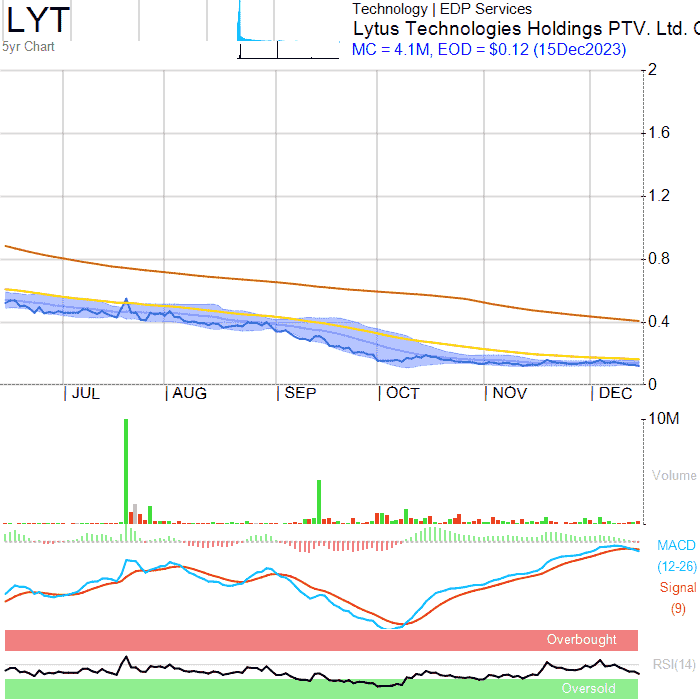 LYT
5yr Chart
Technology | EDP Services
Lytus Technologies Holdings PTV. Ltd.
MC = 4.1M, EOD = $0.12 (15Dec2023)
2
1.6
1.2
0.8
0.4
0
JUL
AUG
SEP
OCT
NOV
DEC
10M
Volume
MACD
(12-26)
Signal
(9)
Overbought
RSI(14)
Oversold